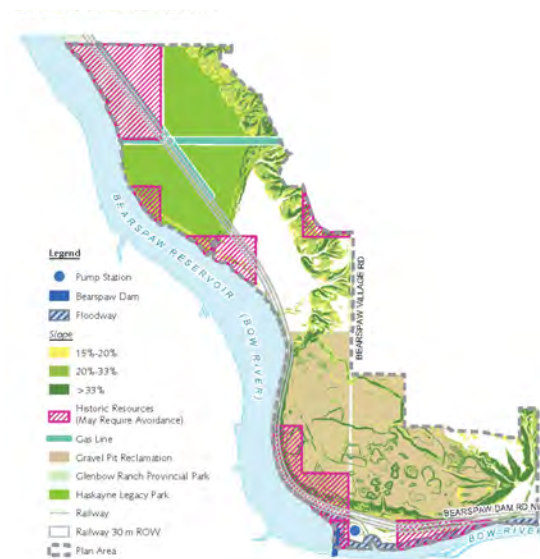 BEARSPAW RESERVOIR
(BOW RIVER)
BEARSPAW VILLAGE RD
Legend
Pump Station
Bearspaw Dam
Floodway
Slope
15%-20%
20%-33%
>33%
Historic Resources
(May Require Avoidance)
Gas Line
Gravel Pit Reclamation
Glenbow Ranch Provincial Park
Haskayne Legacy Park
Railway
Railway 30 m ROW
Plan Area
BEARSPAW DAM RD NW
BOW RIVER